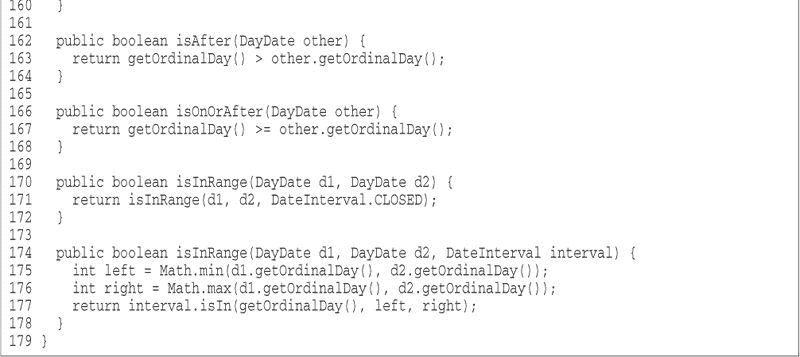 160   }
161
162   public boolean isAfter(DayDate other) {
163     return getOrdinalDay() > other.getOrdinalDay();
164   }
165
166   public boolean isOnOrAfter(DayDate other) {
167     return getOrdinalDay() >= other.getOrdinalDay();
168   }
169
170   public boolean isInRange(DayDate d1, DayDate d2) {
171     return isInRange(d1, d2, DateInterval.CLOSED);
172   }
173
174   public boolean isInRange(DayDate d1, DayDate d2, DateInterval interval) {
175     int left = Math.min(d1.getOrdinalDay(), d2.getOrdinalDay());
176     int right = Math.max(d1.getOrdinalDay(), d2.getOrdinalDay());
177     return interval.isIn(getOrdinalDay(), left, right);
178   }
179 }